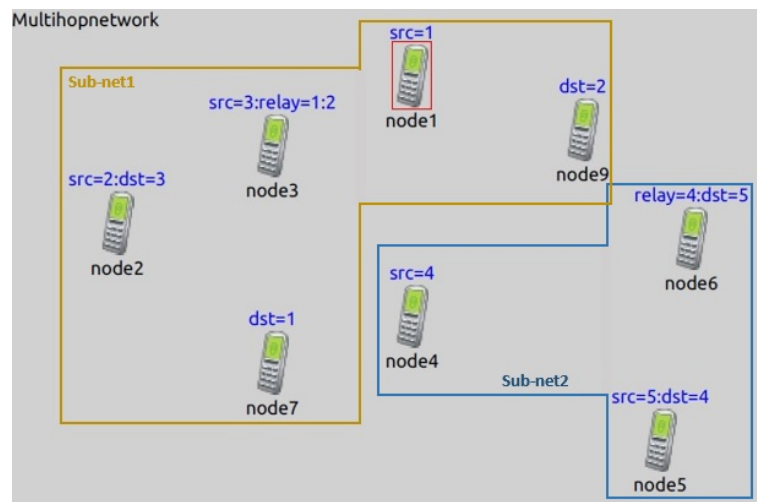 Multihopnetwork
src=1
node1
Sub-net1
dst=2
node9
src=3:relay=1:2
node3
src=2:dst=3
node2
relay=4:dst=5
node6
src=4
node4
dst=1
node7
Sub-net2
src=5:dst=4
node5